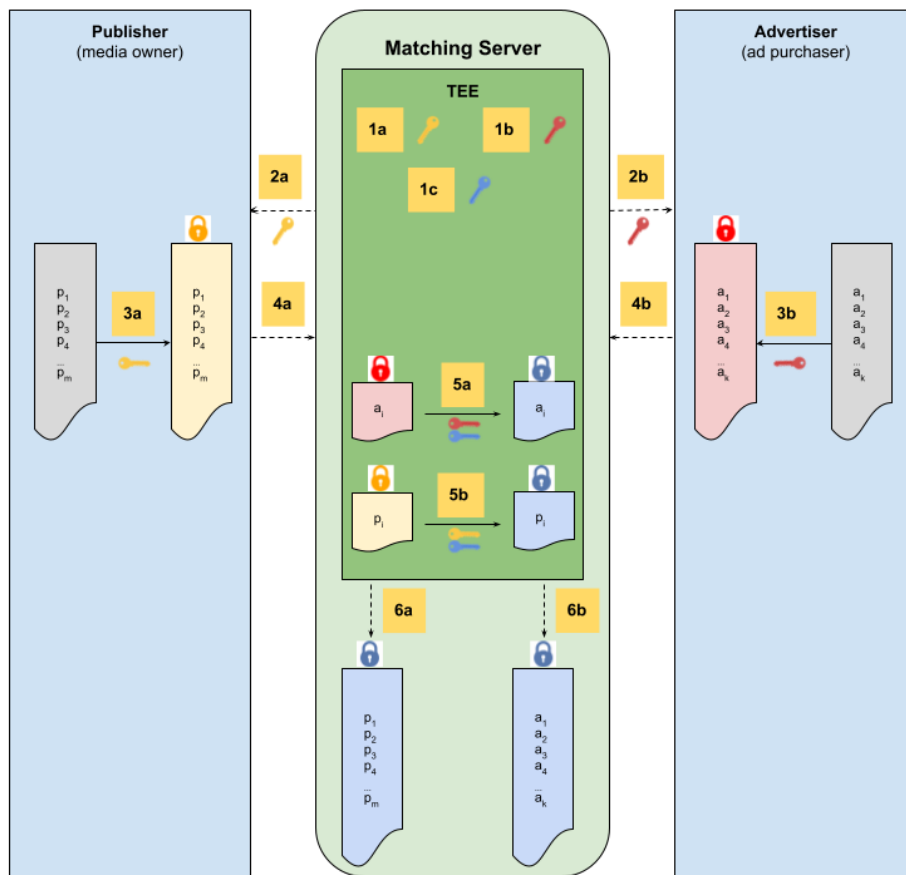 Publisher
(media owner)
Matching Server
Advertiser
(ad purchaser)
TEE
1a
1b
1c
2a
2b
p1
p2
p3
p4
...
pm
3a
p1
p2
p3
p4
...
pm
4a
4b
a1
a2
a3
a4
...
ak
3b
a1
a2
a3
a4
...
ak
ai
5a
ai
pi
5b
pi
6a
6b
p1
p2
p3
p4
...
pm
a1
a2
a3
a4
...
ak